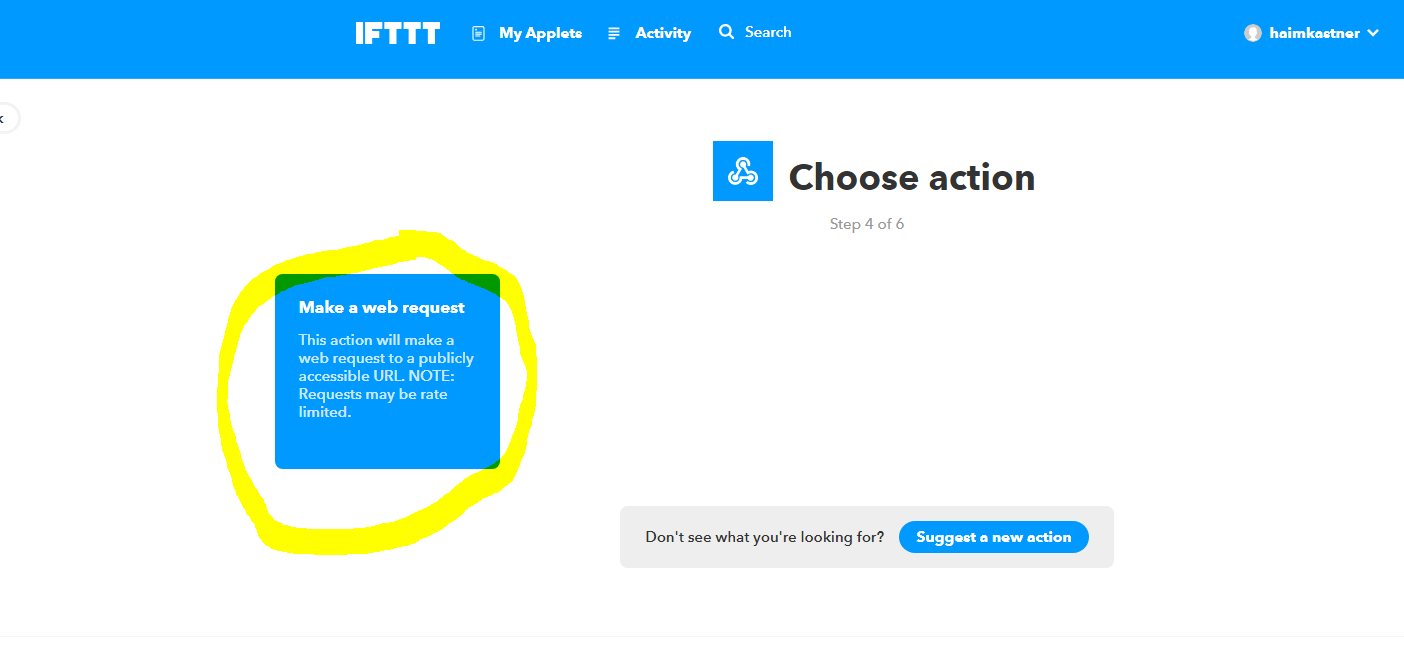 IFTTT My Applets Activity Search haimkastner
Choose action
Step 4 of 6
Make a web request
This action will make a
web request to a publicly
accessible URL. NOTE:
Requests may be rate
limited.
Don't see what you're looking for? Suggest a new action